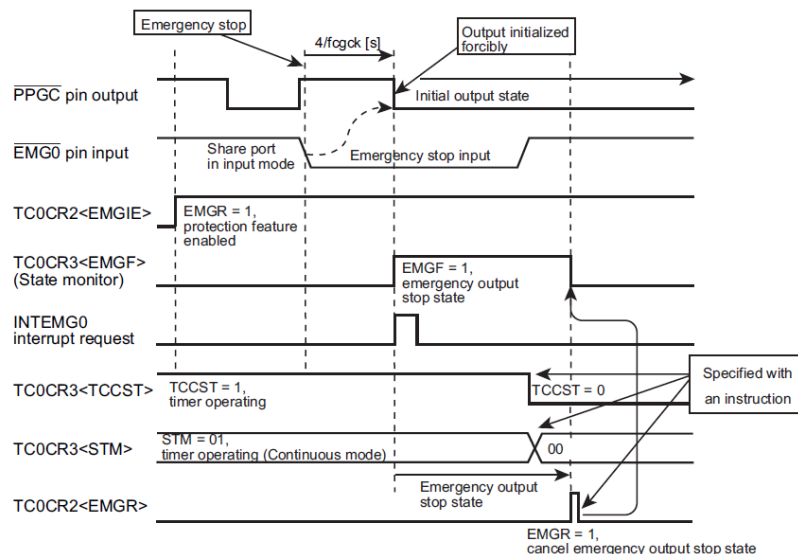 Emergency stop
4/fcgck [s]
Output initialized
forcibly
PPGC pin output
Initial output state
EMG0 pin input
Share port
in input mode
Emergency stop input
TC0CR2<EMGIE>
EMGR = 1,
protection feature
enabled
TC0CR3<EMGF>
(State monitor)
EMGF = 1,
emergency output
stop state
INTEMG0
interrupt request
TC0CR3<TCCST>
TCCST = 1,
timer operating
TCCST = 0
Specified with
an instruction
TC0CR3<STM>
STM = 01,
timer operating (Continuous mode)
00
Emergency output
stop state
TC0CR2<EMGR>
EMGR = 1,
cancel emergency output stop state